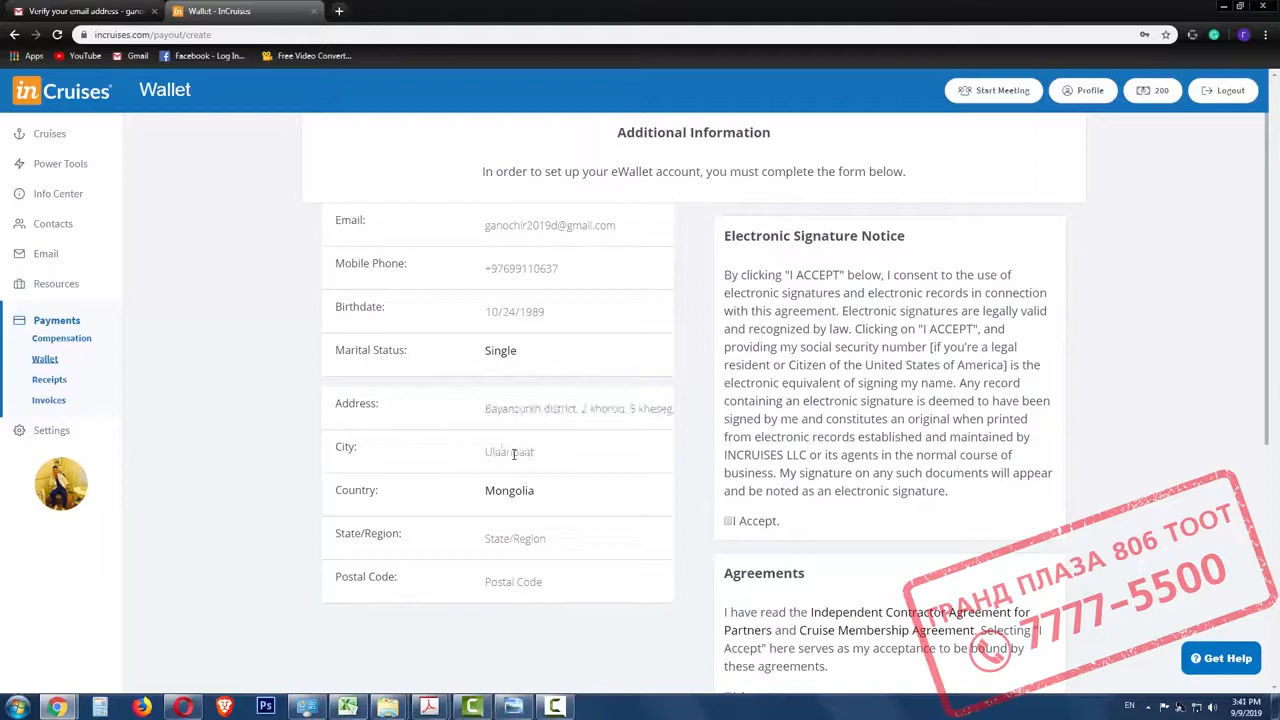 Verify your email address - gano
Wallet - InCruises
incruises.com/payout/create
Apps
YouTube
Gmail
Facebook - Log In...
Free Video Convert...
inCruises
Wallet
Start Meeting
Profile
200
Logout
Cruises
Power Tools
Info Center
Contacts
Email
Resources
Payments
Compensation
Wallet
Receipts
Invoices
Settings
Additional Information
In order to set up your eWallet account, you must complete the form below.
Email: ganochir2019d@gmail.com
Mobile Phone: +97699110637
Birthdate: 10/24/1989
Marital Status: Single
Address: district, 2 khoroo, 5 kheseg,
City:
Country: Mongolia
State/Region: State/Region
Postal Code: Postal Code
Electronic Signature Notice
By clicking "I ACCEPT" below, I consent to the use of
electronic signatures and electronic records in connection
with this agreement. Electronic signatures are legally valid
and recognized by law. Clicking on "I ACCEPT", and
providing my social security number [if you're a legal
resident or Citizen of the United States of America] is the
electronic equivalent of signing my name. Any record
containing an electronic signature is deemed to have been
signed by me and constitutes an original when printed
from electronic records established and maintained by
INCRUISES LLC or its agents in the normal course of
business. My signature on any such documents will appear
and be noted as an electronic signature.
I Accept.
Agreements
I have read the Independent Contractor Agreement for
Partners and Cruise Membership Agreement. Selecting "I
Accept" here serves as my acceptance to be bound by
these agreements.
ГРАНД ПЛАЗА 806 ТООТ
7777-5500
Get Help
EN
3:41 PM
9/9/2019